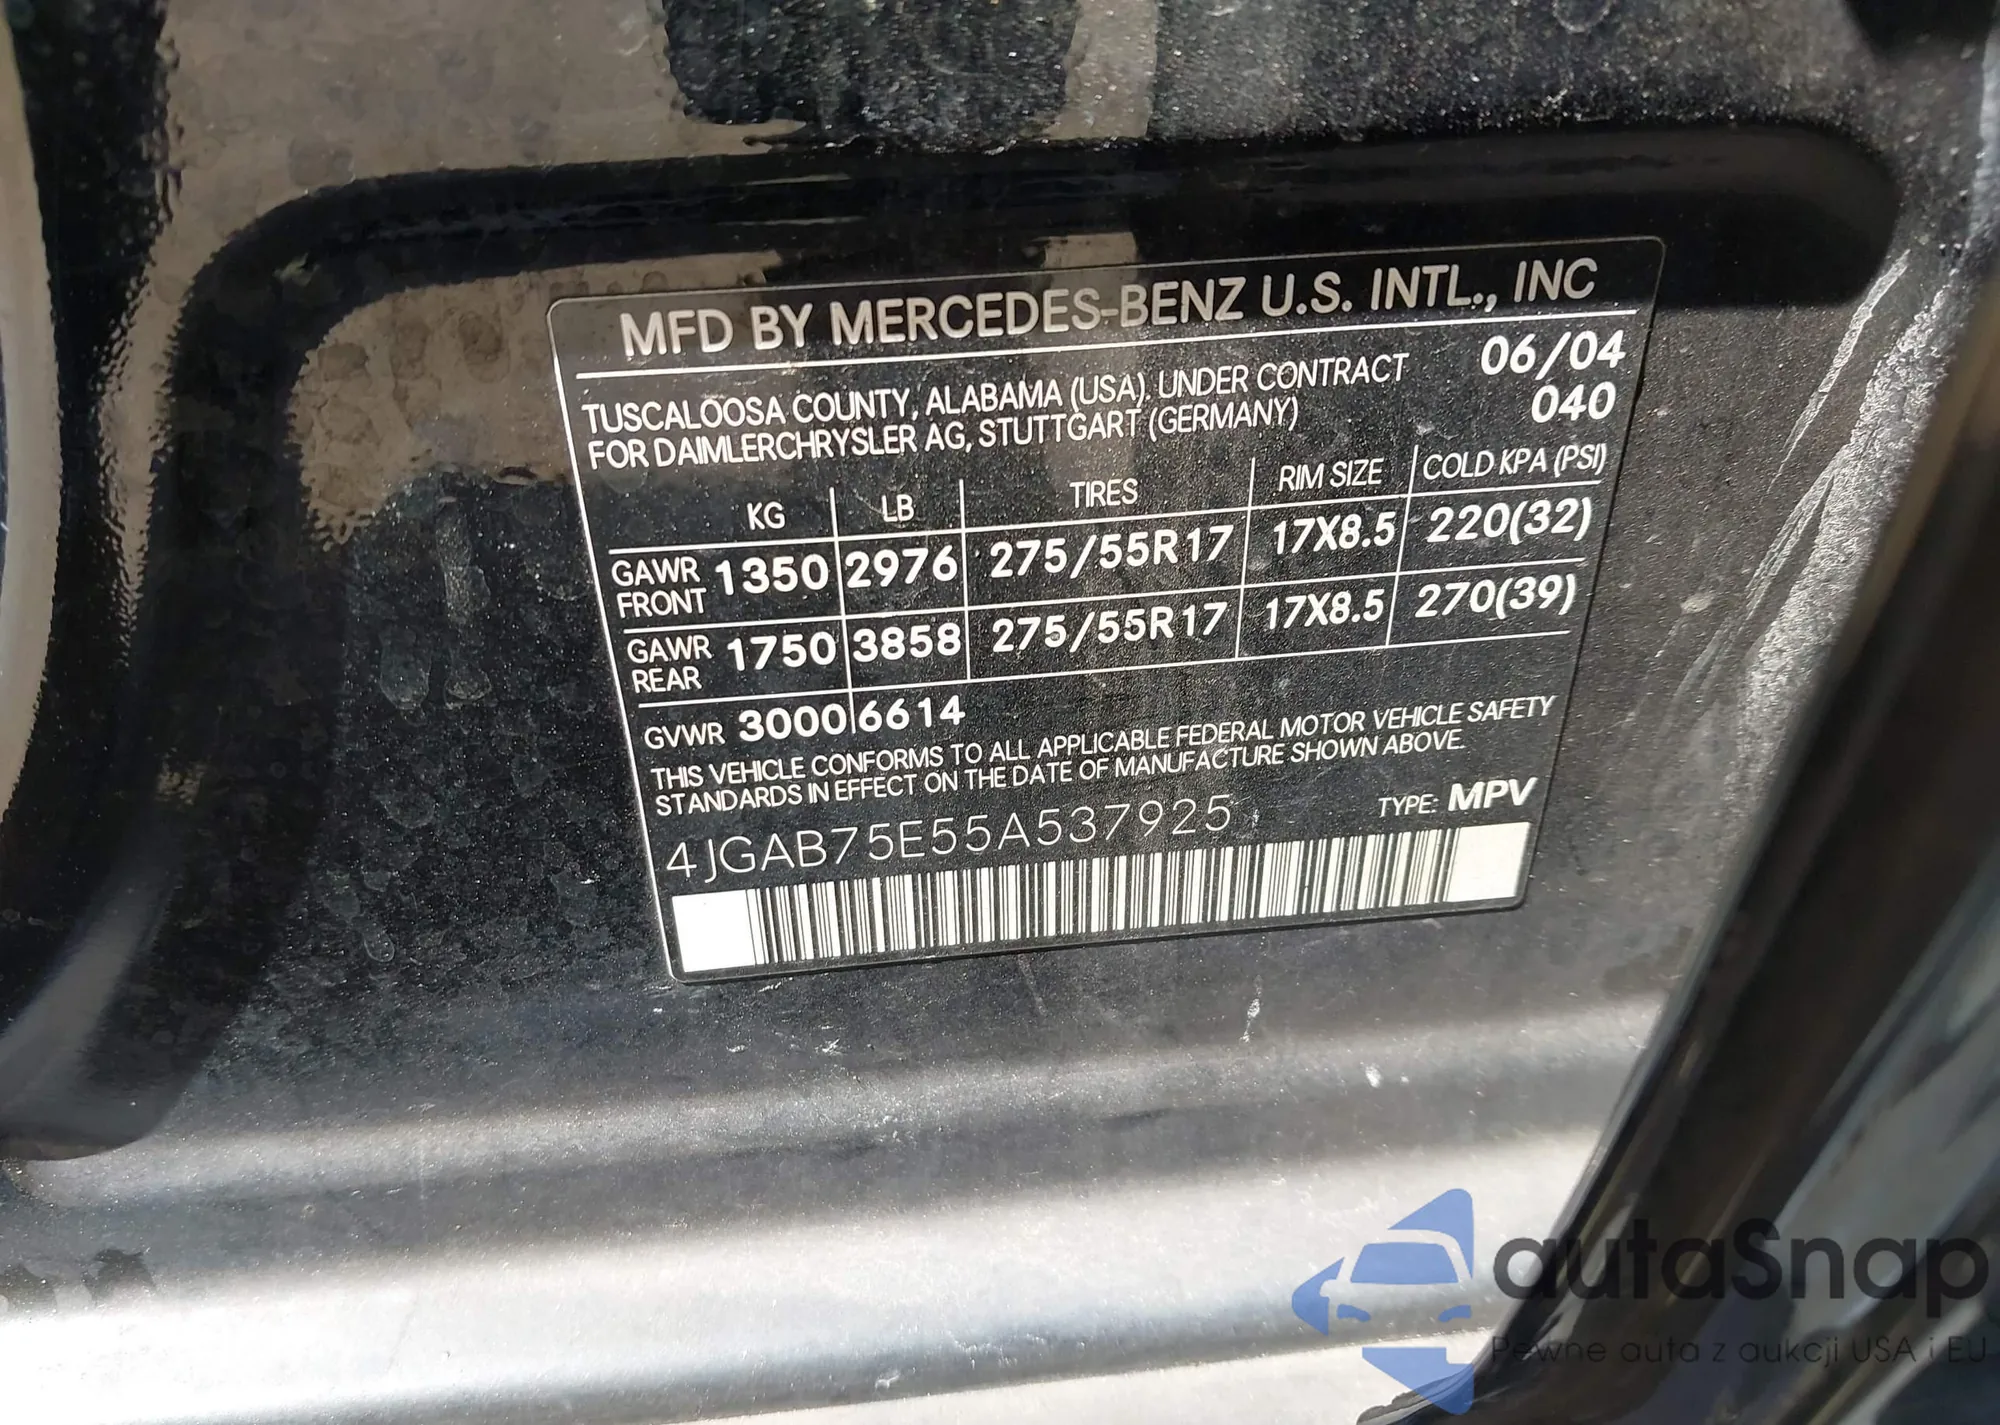 MFD BY MERCEDES-BENZ U.S. INTL., INC
TUSCALOOSA COUNTY, ALABAMA (USA). UNDER CONTRACT 06/04
FOR DAIMLERCHRYSLER AG, STUTTGART (GERMANY) 040
KG LB TIRES RIM SIZE COLD KPA (PSI)
GAWR FRONT 1350 2976 275/55R17 17X8.5 220(32)
GAWR REAR 1750 3858 275/55R17 17X8.5 270(39)
GVWR 3000 6614
THIS VEHICLE CONFORMS TO ALL APPLICABLE FEDERAL MOTOR VEHICLE SAFETY
STANDARDS IN EFFECT ON THE DATE OF MANUFACTURE SHOWN ABOVE.
4JGAB75E55A537925 TYPE: MPV
autaSnap
Pewne auta z aukcji USA i EU